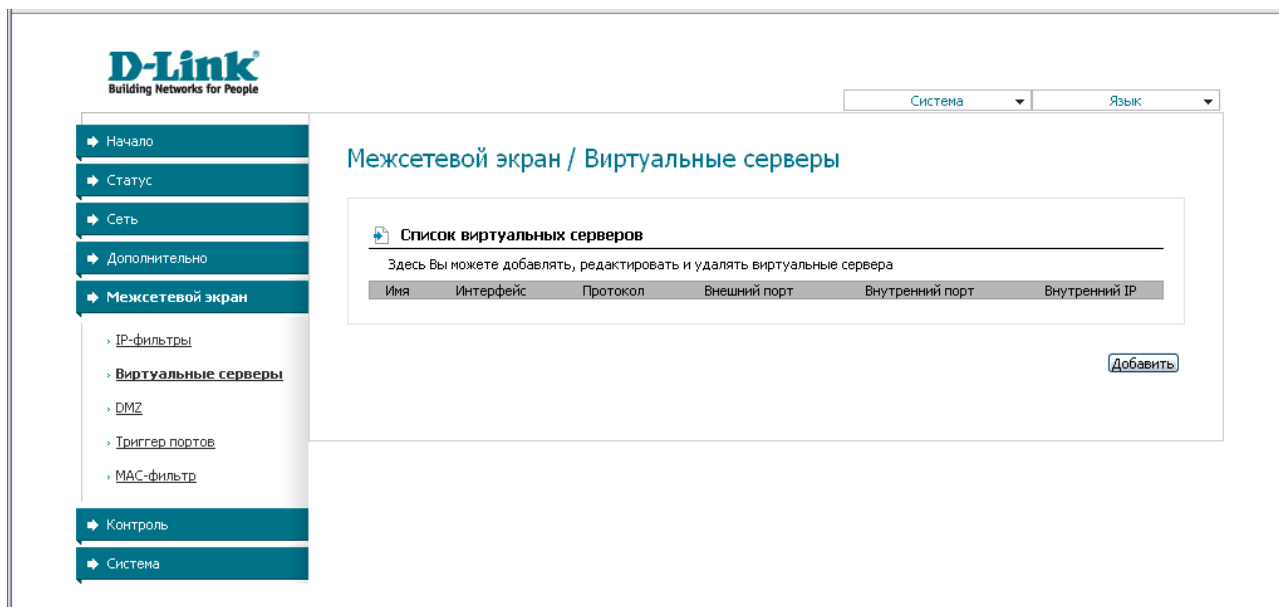 D-Link
Building Networks for People
Система Язык
Начало
Статус
Сеть
Дополнительно
Межсетевой экран
IP-фильтры
Виртуальные серверы
DMZ
Триггер портов
MAC-фильтр
Контроль
Система
Межсетевой экран / Виртуальные серверы
Список виртуальных серверов
Здесь Вы можете добавлять, редактировать и удалять виртуальные сервера
Имя Интерфейс Протокол Внешний порт Внутренний порт Внутренний IP
Добавить